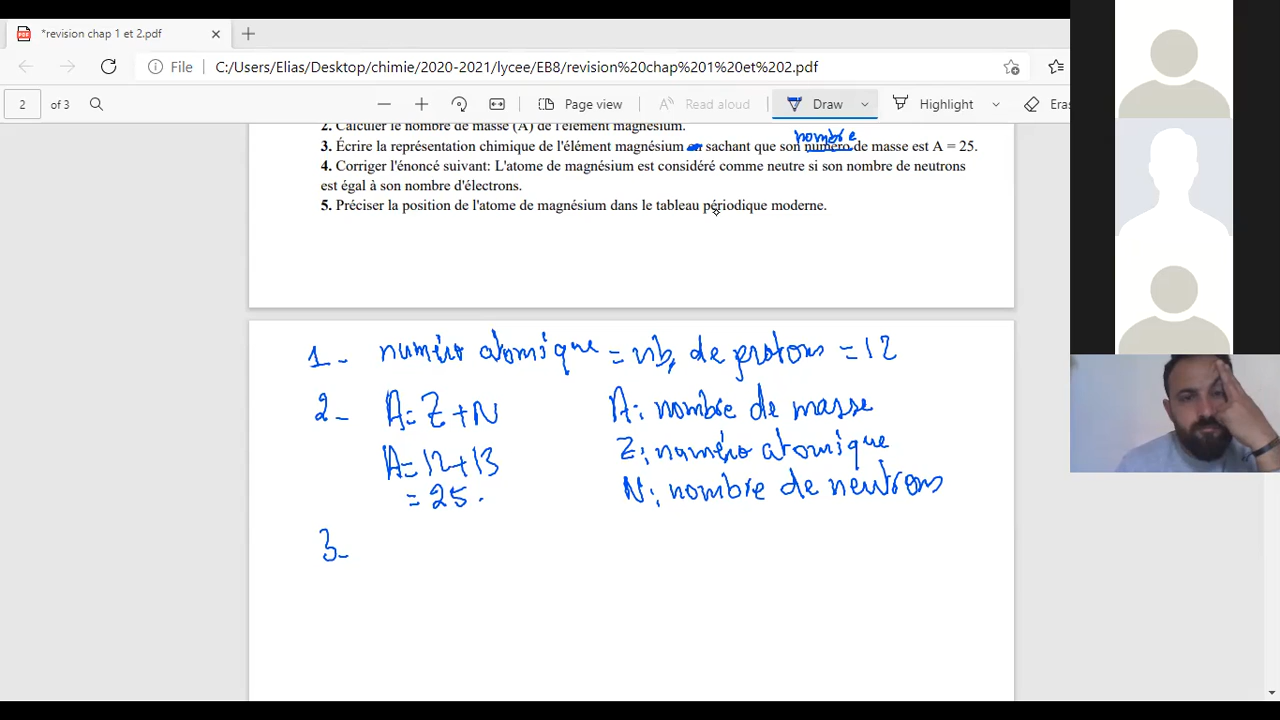 *revision chap 1 et 2.pdf
File C:/Users/Elias/Desktop/chimie/2020-2021/lycee/EB8/revision%20chap%201%20et%202.pdf
2 of 3 Page view Read aloud Draw Highlight Eras
2. Calculer le nombre de masse (A) de l'élément magnésium.
nombre
3. Écrire la représentation chimique de l'élément magnésium sachant que son numéro de masse est A = 25.
4. Corriger l'énoncé suivant: L'atome de magnésium est considéré comme neutre si son nombre de neutrons
est égal à son nombre d'électrons.
5. Préciser la position de l'atome de magnésium dans le tableau périodique moderne.
1- numéro atomique = nb, de protons = 12
2- A = Z + N A: nombre de masse
Z: numéro atomique
A = 12 + 13
N: nombre de neutrons
= 25.
3-